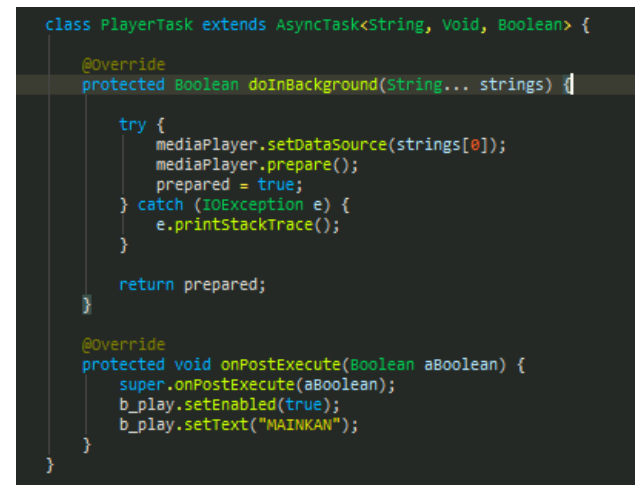 class PlayerTask extends AsyncTask<String, Void, Boolean> {
@Override
protected Boolean doInBackground(String... strings) {
try {
mediaPlayer.setDataSource(strings[0]);
mediaPlayer.prepare();
prepared = true;
} catch (IOException e) {
e.printStackTrace();
}
return prepared;
}
@Override
protected void onPostExecute(Boolean aBoolean) {
super.onPostExecute(aBoolean);
b_play.setEnabled(true);
b_play.setText("MAINKAN");
}
}